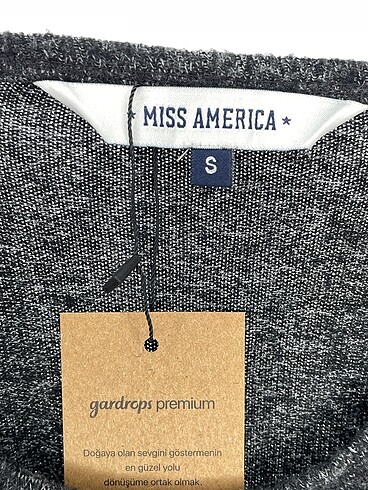 ★ MISS AMERICA ★
S
gardrops premium
Doğaya olan sevgini göstermenin
en güzel yolu
dönüşüme ortak olmak.